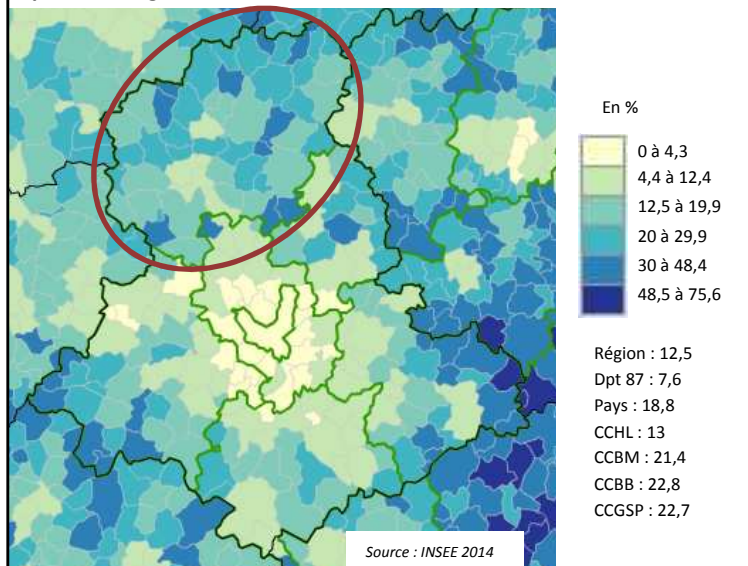 En %
0 à 4,3
4,4 à 12,4
12,5 à 19,9
20 à 29,9
30 à 48,4
48,5 à 75,6
Région : 12,5
Dpt 87 : 7,6
Pays : 18,8
CCHL : 13
CCBM : 21,4
CCBB : 22,8
CCGSP : 22,7
Source : INSEE 2014